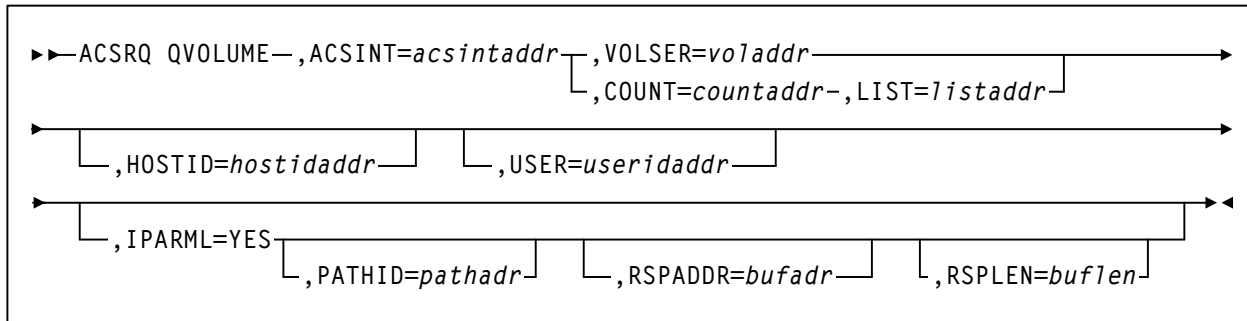 ACSRQ QVOLUME ,ACSINT=acsintaddr ,VOLSER=voladdr
,COUNT=countaddr ,LIST=listaddr
,HOSTID=hostidaddr ,USER=useridaddr
,IPARML=YES
,PATHID=pathadr ,RSPADDR=bufadr ,RSPLEN=buflen